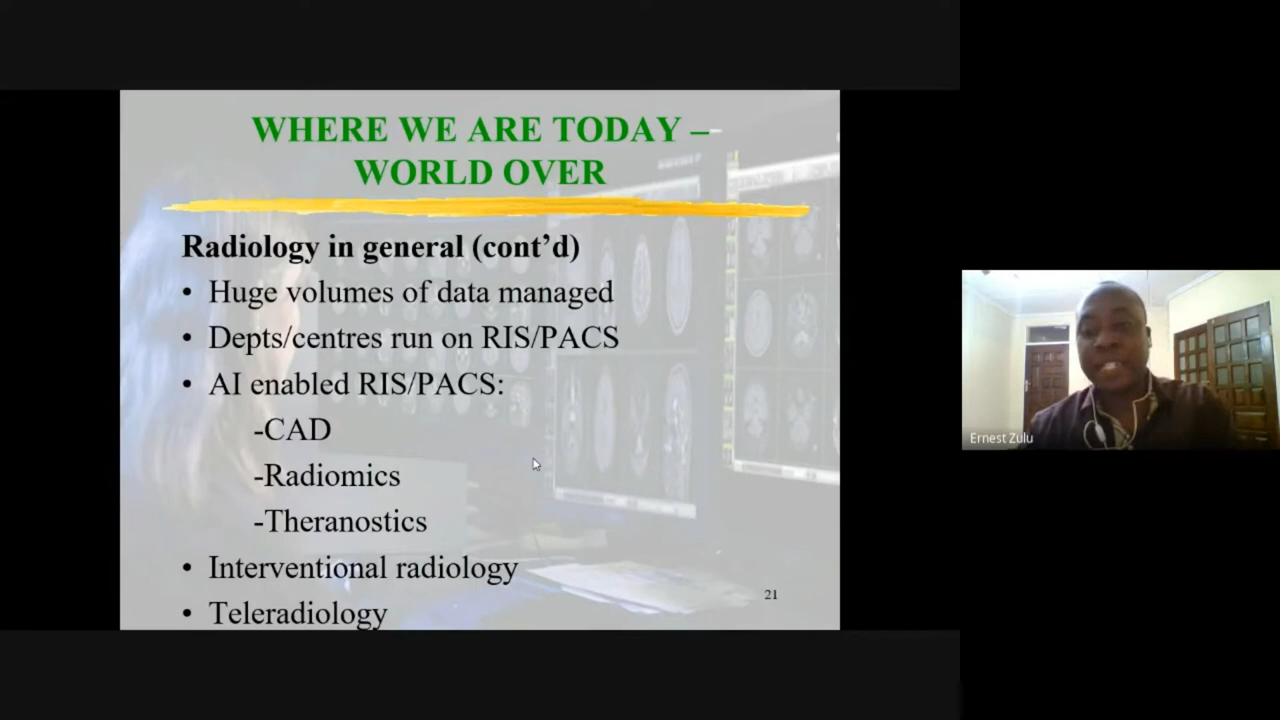 WHERE WE ARE TODAY –
WORLD OVER
Radiology in general (cont’d)
• Huge volumes of data managed
• Depts/centres run on RIS/PACS
• AI enabled RIS/PACS:
-CAD
-Radiomics
-Theranostics
• Interventional radiology
• Teleradiology
21
Ernest Zulu